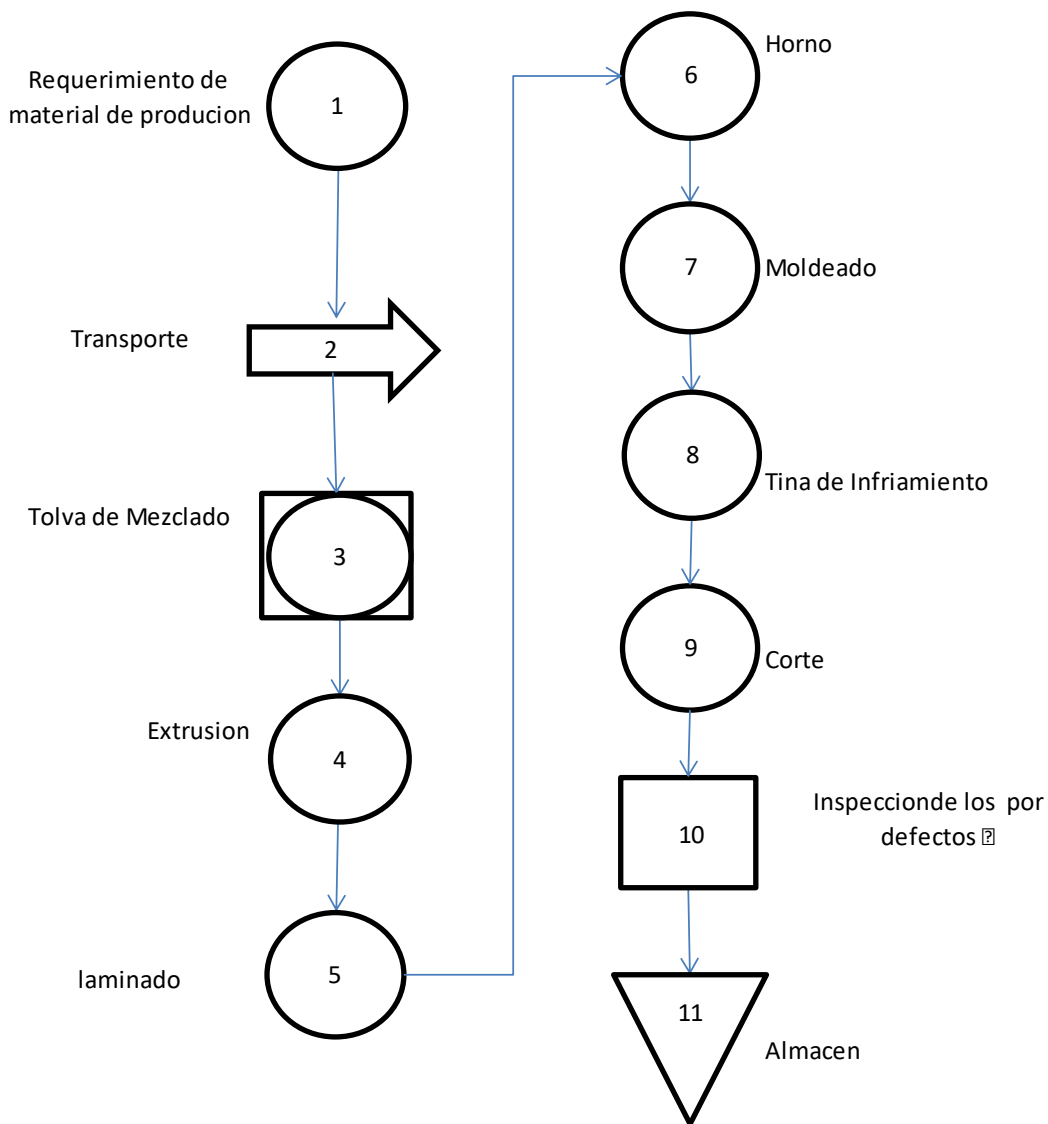 Requerimiento de
material de producion
1
Transporte
2
Tolva de Mezclado
3
Extrusion
4
laminado
5
Horno
6
Moldeado
7
Tina de Infriamiento
8
Corte
9
Inspeccionde los por
defectos
10
Almacen
11